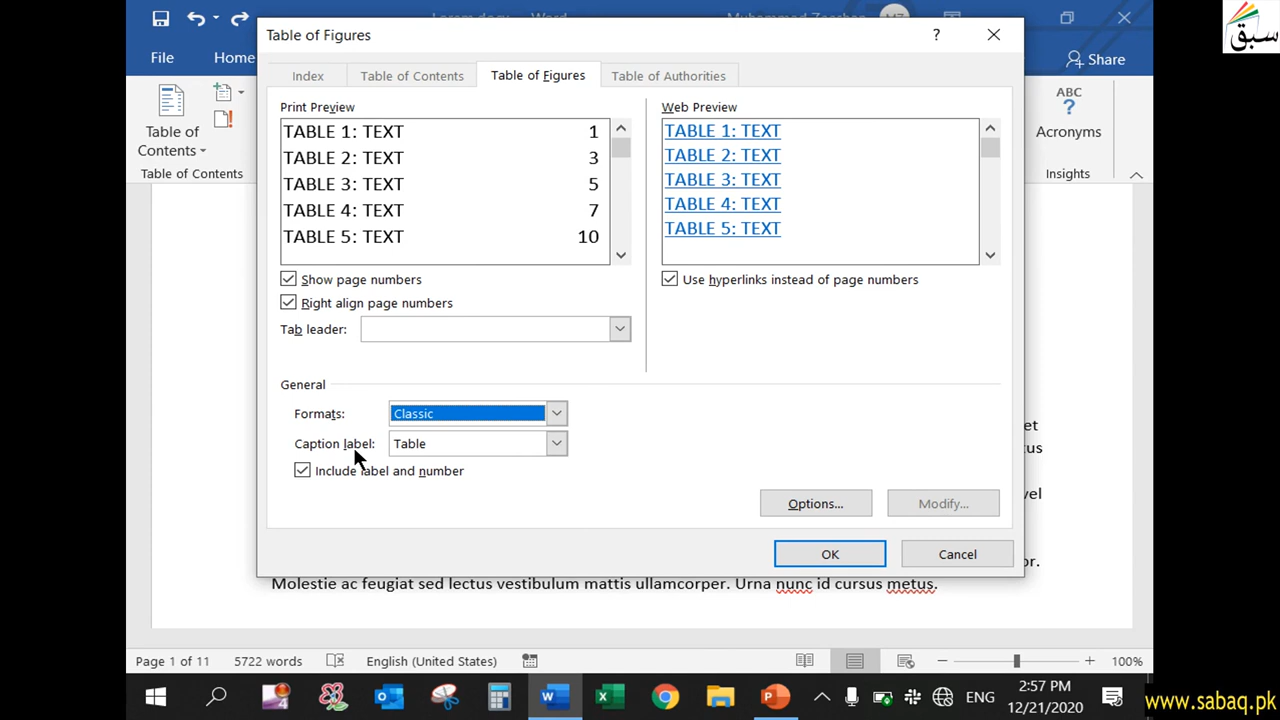 Table of Figures
?
سبق
File
Home
Share
Table of
Contents
Table of Contents
ABC
?
Acronyms
Insights
Index
Table of Contents
Table of Figures
Table of Authorities
Print Preview
TABLE 1: TEXT 1
TABLE 2: TEXT 3
TABLE 3: TEXT 5
TABLE 4: TEXT 7
TABLE 5: TEXT 10
Web Preview
TABLE 1: TEXT
TABLE 2: TEXT
TABLE 3: TEXT
TABLE 4: TEXT
TABLE 5: TEXT
Show page numbers
Right align page numbers
Tab leader:
Use hyperlinks instead of page numbers
General
Formats: Classic
Caption label: Table
Include label and number
Options...
Modify...
OK
Cancel
et
tus
vel
or.
Molestie ac feugiat sed lectus vestibulum mattis ullamcorper. Urna nunc id cursus metus.
Page 1 of 11
5722 words
English (United States)
100%
ENG
2:57 PM
12/21/2020
www.sabaq.pk